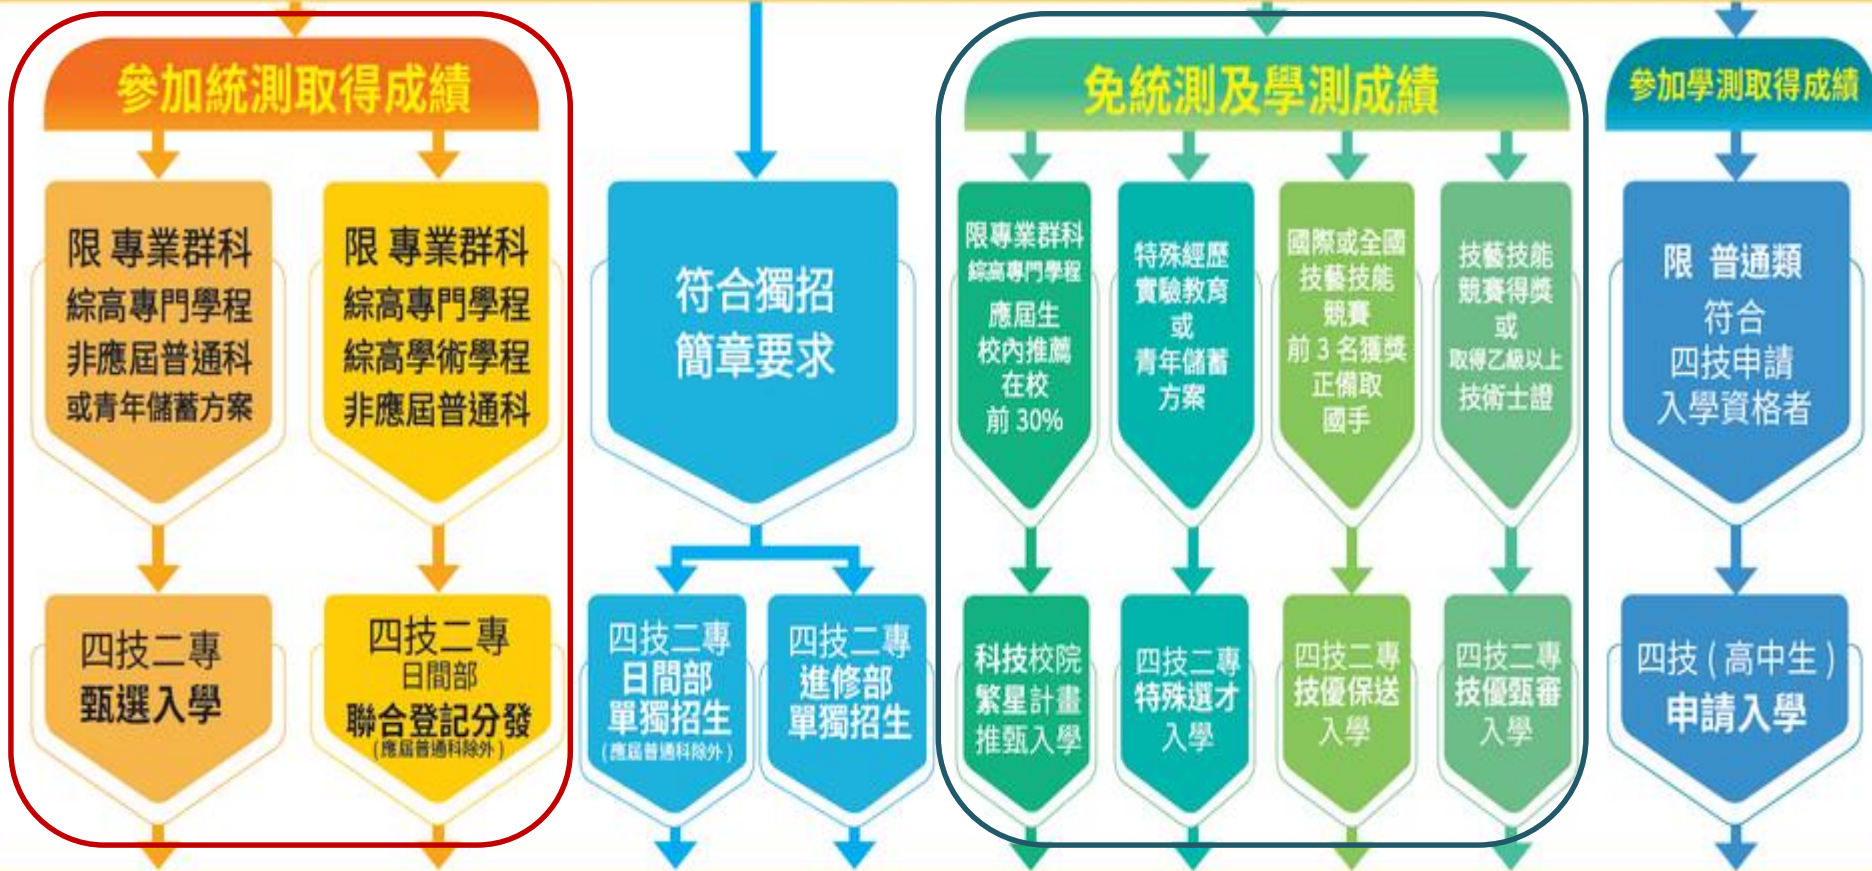 參加統測取得成績
限 專業群科
綜高專門學程
非應屆普通科
或青年儲蓄方案
四技二專
甄選入學
限 專業群科
綜高專門學程
綜高學術學程
非應屆普通科
四技二專
日間部
聯合登記分發
(應屆普通科除外)
符合獨招
簡章要求
四技二專
日間部
單獨招生
(應屆普通科除外)
四技二專
進修部
單獨招生
免統測及學測成績
限專業群科
綜高專門學程
應屆生
校內推薦
在校
前 30%
科技校院
繁星計畫
推甄入學
特殊經歷
實驗教育
或
青年儲蓄
方案
四技二專
特殊選才
入學
國際或全國
技藝技能
競賽
前 3 名獲獎
正備取
國手
四技二專
技優保送
入學
技藝技能
競賽得獎
或
取得乙級以上
技術士證
四技二專
技優甄審
入學
參加學測取得成績
限 普通類
符合
四技申請
入學資格者
四技 ( 高中生 )
申請入學